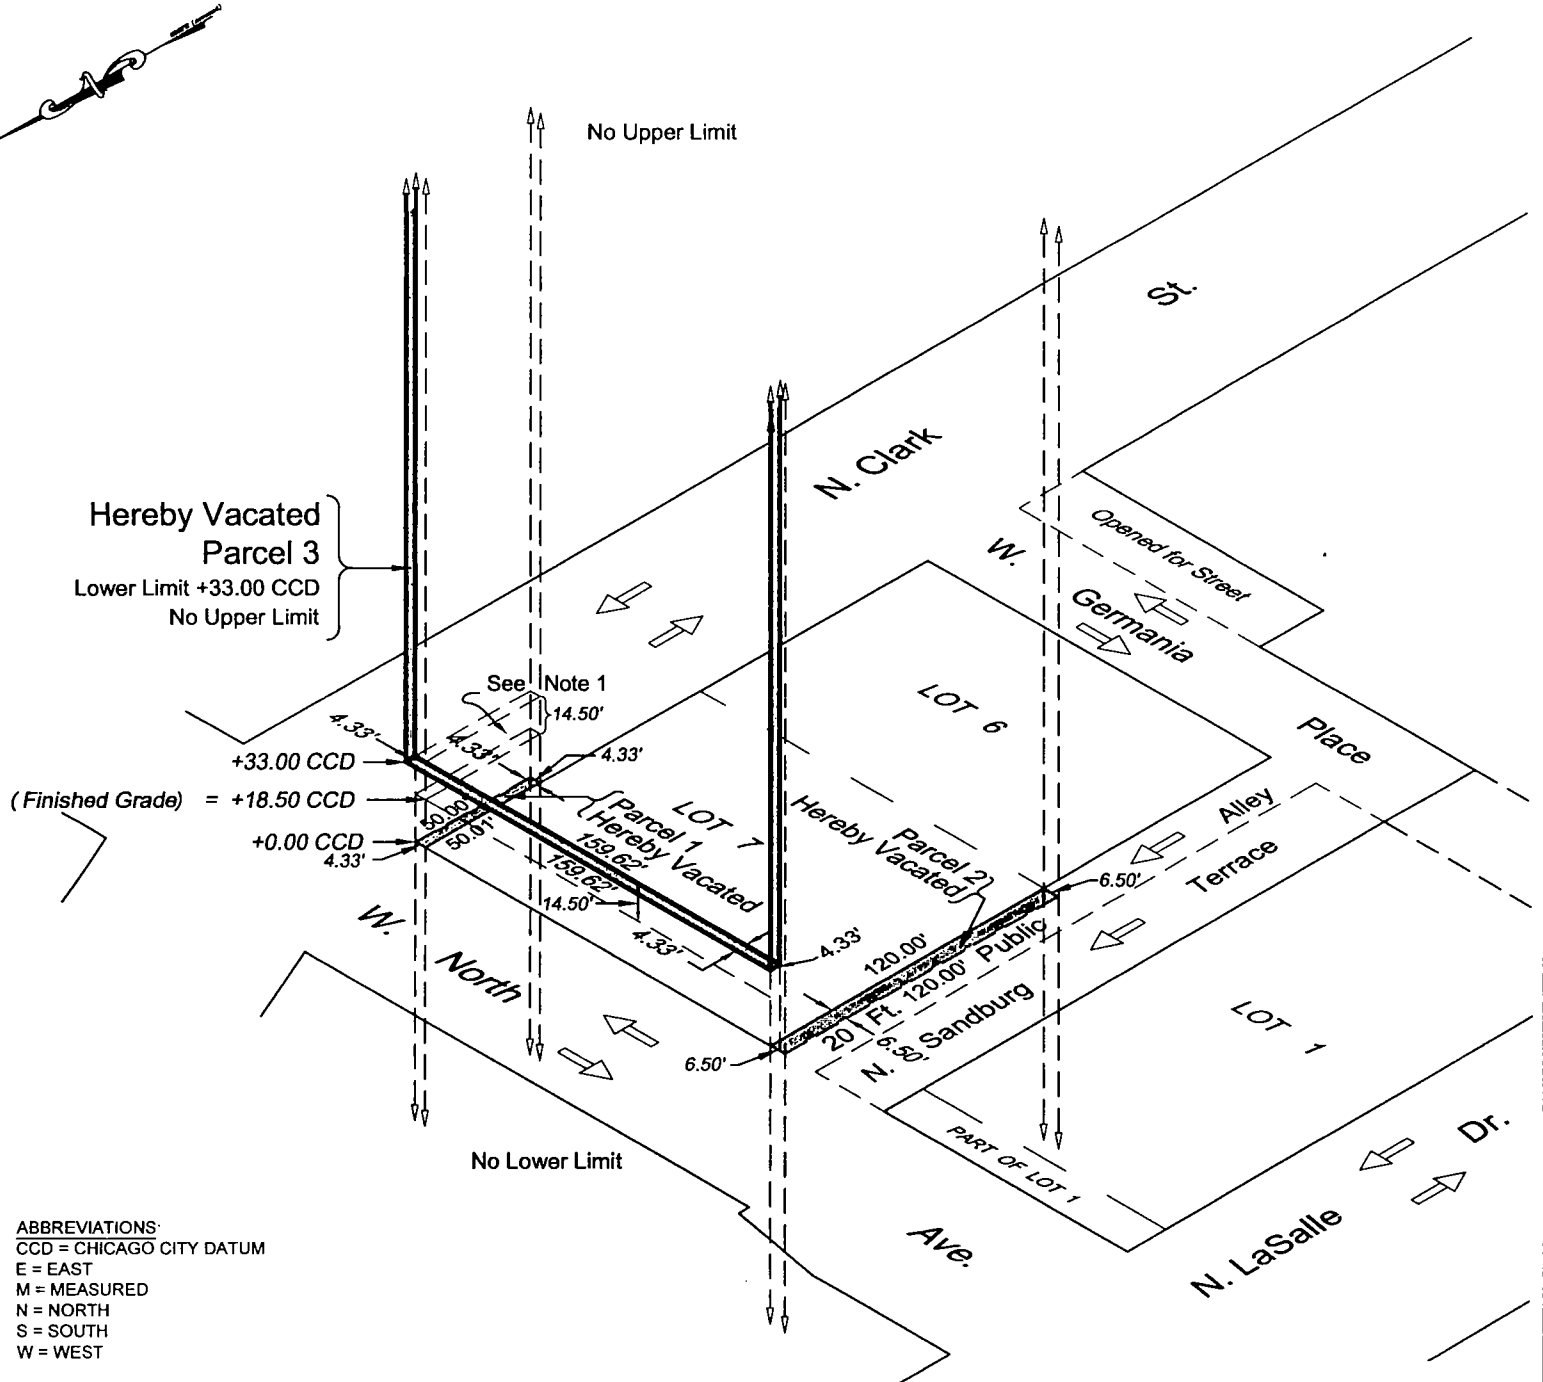 No Upper Limit
Hereby Vacated
Parcel 3
Lower Limit +33.00 CCD
No Upper Limit
N. Clark
St.
W.
Germania
Place
Opened for Street
LOT 6
See Note 1
14.50'
4.33'
4.33'
4.33'
+33.00 CCD
(Finished Grade) = +18.50 CCD
+0.00 CCD
4.33'
50.00'
50.01'
Parcel 1
Hereby Vacated
LOT 7
159.62'
159.62'
14.50'
4.33'
4.33'
Parcel 2
Hereby Vacated
6.50'
120.00'
120.00'
20 Ft. Public
Alley
6.50'
6.50'
N. Sandburg
Terrace
LOT 1
PART OF LOT 1
W.
North
Ave.
N. LaSalle
Dr.
No Lower Limit
ABBREVIATIONS:
CCD = CHICAGO CITY DATUM
E = EAST
M = MEASURED
N = NORTH
S = SOUTH
W = WEST